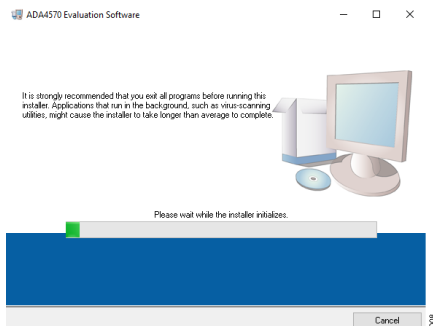 ADA4570 Evaluation Software
It is strongly recommended that you exit all programs before running this
installer. Applications that run in the background, such as virus-scanning
utilities, might cause the installer to take longer than average to complete.
Please wait while the installer initializes.
Cancel